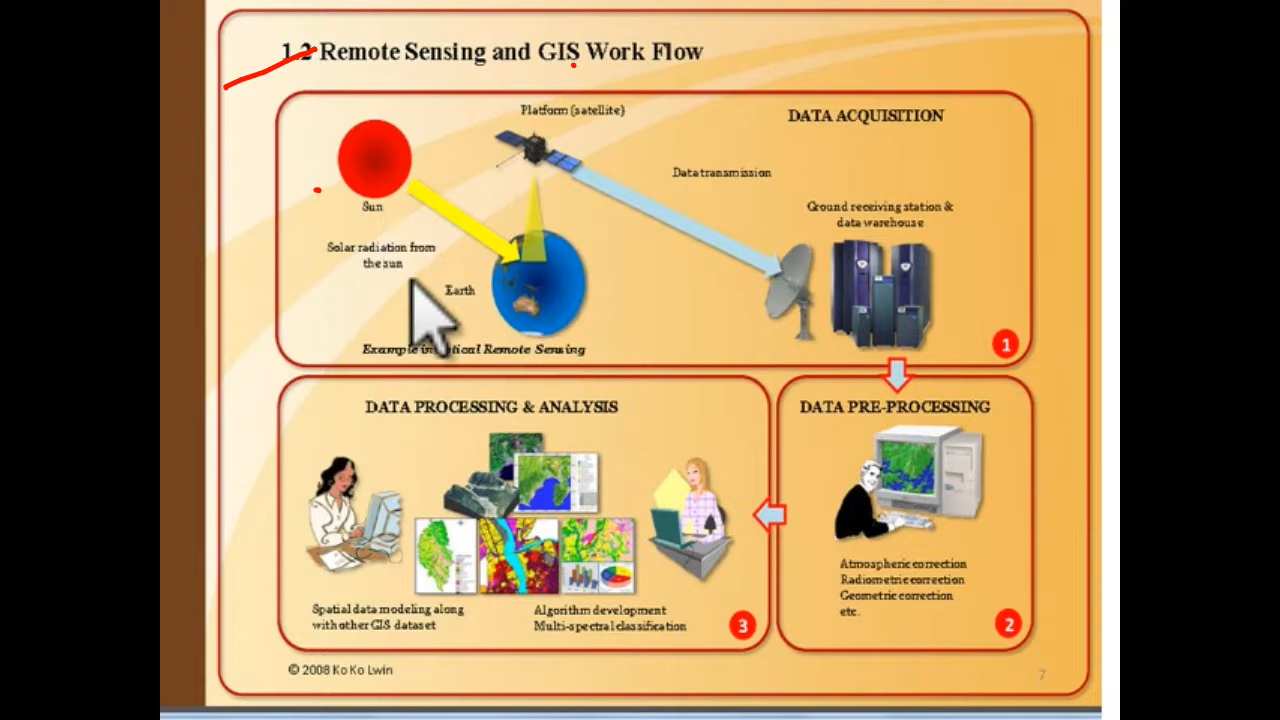 1.2 Remote Sensing and GIS Work Flow
Platform (satellite)
DATA ACQUISITION
Data transmission
Sun
Ground receiving station &
data warehouse
Solar radiation from
the sun
Earth
Example in Optical Remote Sensing
1
DATA PROCESSING & ANALYSIS
Spatial data modeling along
with other GIS dataset
Algorithm development
Multi-spectral classification
3
DATA PRE-PROCESSING
Atmospheric correction
Radiometric correction
Geometric correction
etc.
2
© 2008 Ko Ko Lwin
7